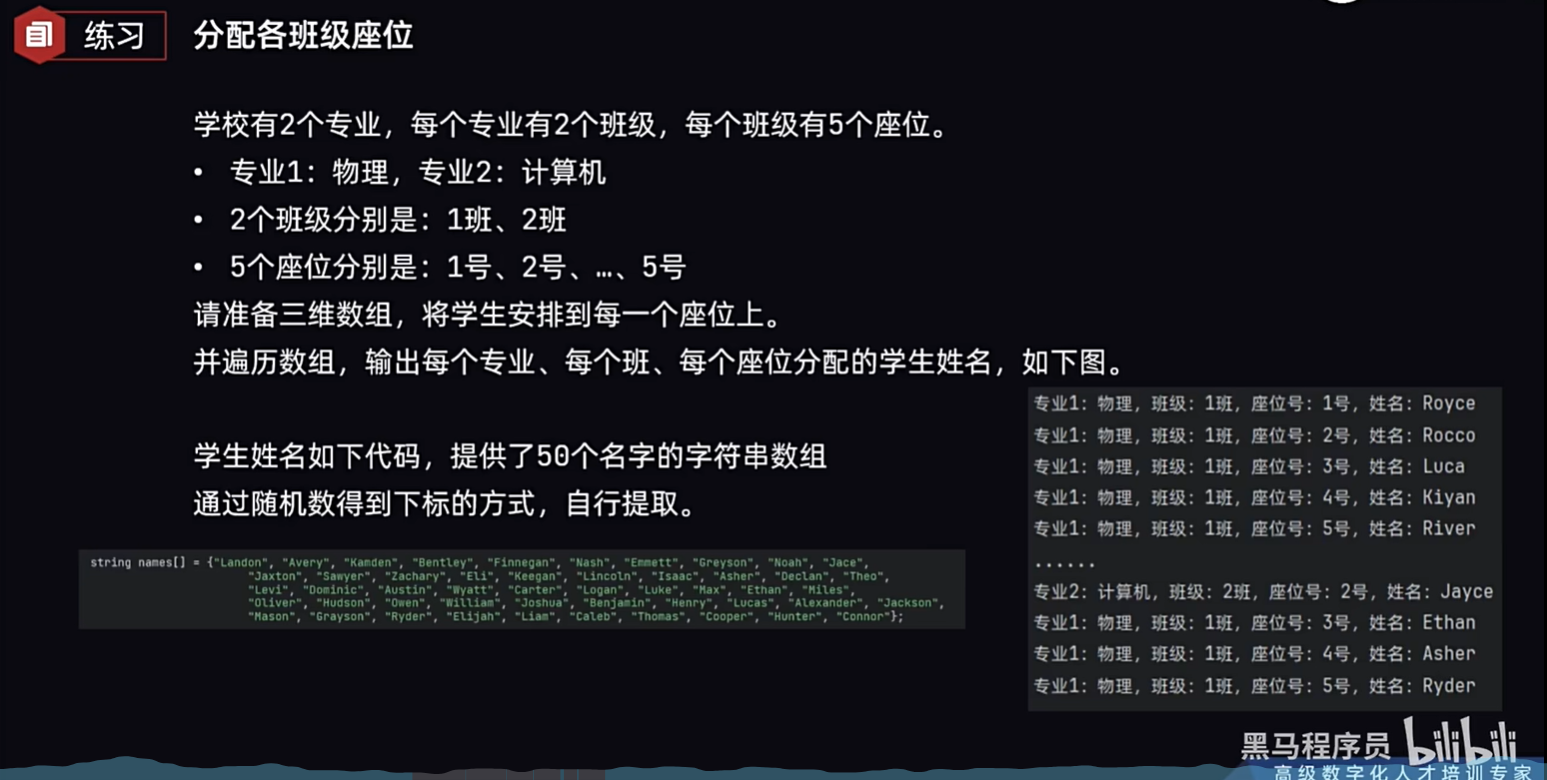 练习
分配各班级座位
学校有2个专业，每个专业有2个班级，每个班级有5个座位。
• 专业1：物理，专业2：计算机
• 2个班级分别是：1班、2班
• 5个座位分别是：1号、2号、…、5号
请准备三维数组，将学生安排到每一个座位上。
并遍历数组，输出每个专业、每个班、每个座位分配的学生姓名，如下图。
学生姓名如下代码，提供了50个名字的字符串数组
通过随机数得到下标的方式，自行提取。
string names[] = {"Landon", "Avery", "Kamden", "Bentley", "Finnegan", "Nash", "Emmett", "Greyson", "Noah", "Jace",
"Jaxton", "Sawyer", "Zachary", "Eli", "Keegan", "Lincoln", "Isaac", "Asher", "Declan", "Theo",
"Levi", "Dominic", "Austin", "Wyatt", "Carter", "Logan", "Luke", "Max", "Ethan", "Miles",
"Oliver", "Hudson", "Owen", "William", "Joshua", "Benjamin", "Henry", "Lucas", "Alexander", "Jackson",
"Mason", "Grayson", "Ryder", "Elijah", "Liam", "Caleb", "Thomas", "Cooper", "Hunter", "Connor"};
专业1：物理，班级：1班，座位号：1号，姓名：Royce
专业1：物理，班级：1班，座位号：2号，姓名：Rocco
专业1：物理，班级：1班，座位号：3号，姓名：Luca
专业1：物理，班级：1班，座位号：4号，姓名：Kiyan
专业1：物理，班级：1班，座位号：5号，姓名：River
......
专业2：计算机，班级：2班，座位号：2号，姓名：Jayce
专业1：物理，班级：1班，座位号：3号，姓名：Ethan
专业1：物理，班级：1班，座位号：4号，姓名：Asher
专业1：物理，班级：1班，座位号：5号，姓名：Ryder
黑马程序员 bilibili
高级数字化人才培训专家